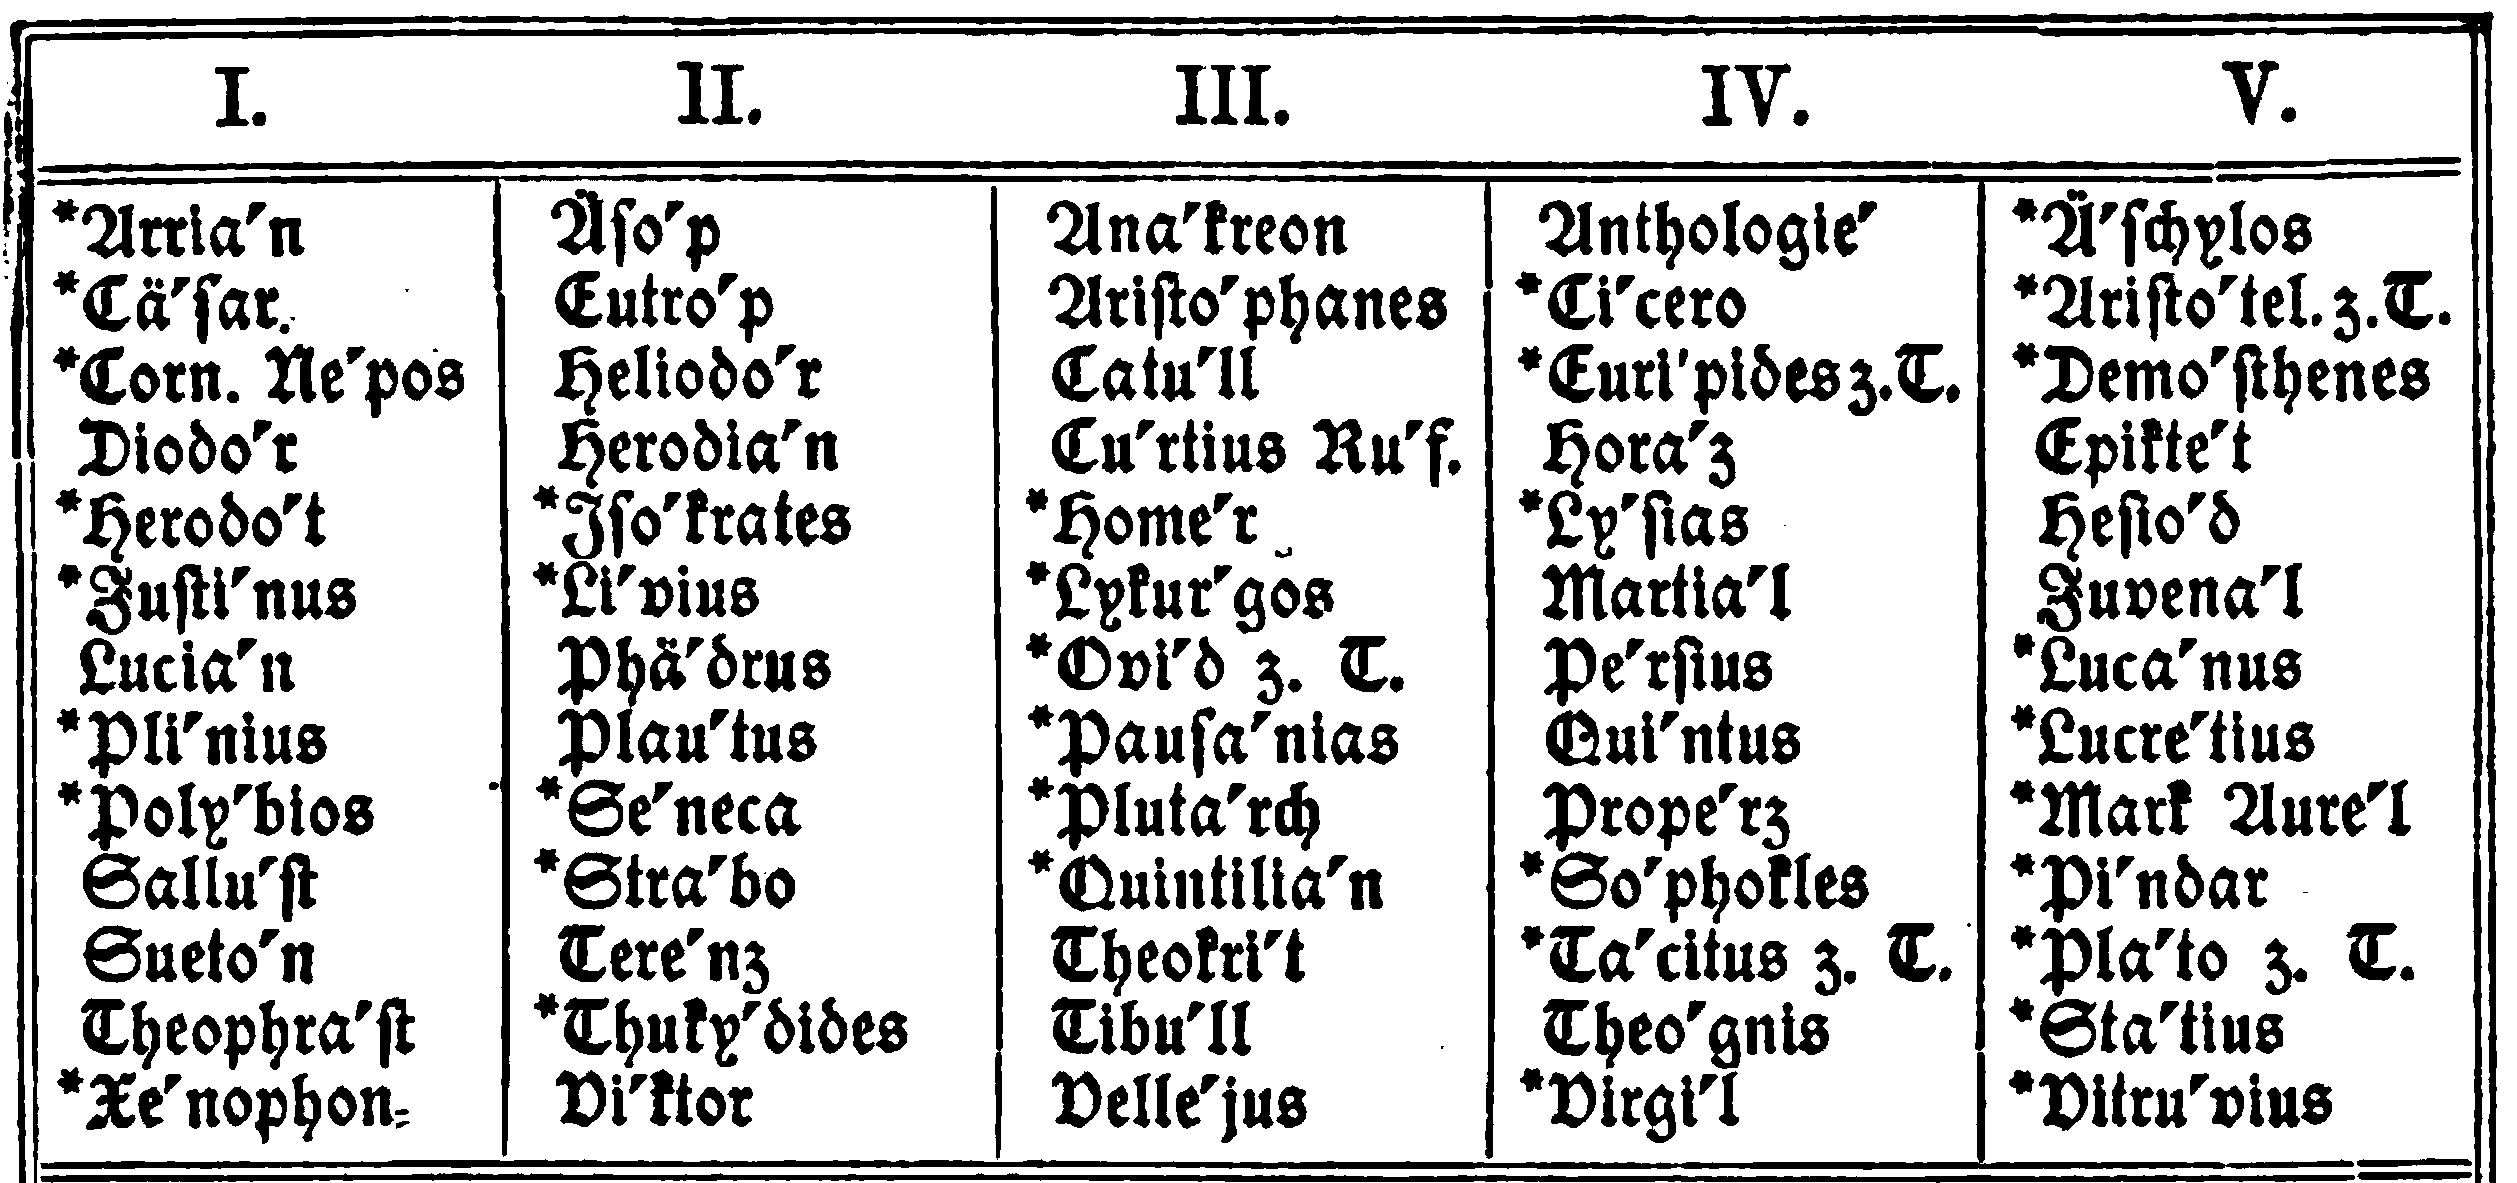 I. II. III. IV. V.
*Arria´n Äſo´p Ana´kreon Anthologie´ *Ä´ſchylos
*Cä´ſar. Eutro´p Ariſto´phanes *Ci´cero *Ariſto´tel. z. T.
*Corn. Ne´pos Heliodo´r Catu´ll *Euri´pides z. T. *Demo´ſthenes
Diodo´r Herodia´n Cu´rtius Ru´f. Hora´z Epikte´t
*Herodo´t *Iſo´krates *Home´r *Ly´ſias Heſio´d
*Juſti´nus *Li´vius *Lykur´gos Martia´l Juvena´l
Lucia´n Phä´drus *Ovi´d z. T. Pe´rſius *Luca´nus
*Pli´nius Plau´tus *Pauſa´nias Qui´ntus *Lucre´tius
*Poly´bios *Se´neca *Pluta´rch Prope´rz *Mark Aure´l
Sallu´ſt *Stra´bo *Quintilia´n *So´phokles *Pi´ndar
Sueto´n Tere´nz Theokri´t *Ta´citus z. T. *Pla´to z. T.
Theophra´ſt *Thuky´dides Tibu´ll Theo´gnis *Sta´tius
*Xe´nophon Vi´ktor Velle´jus *Virgi´l *Vitru´vius